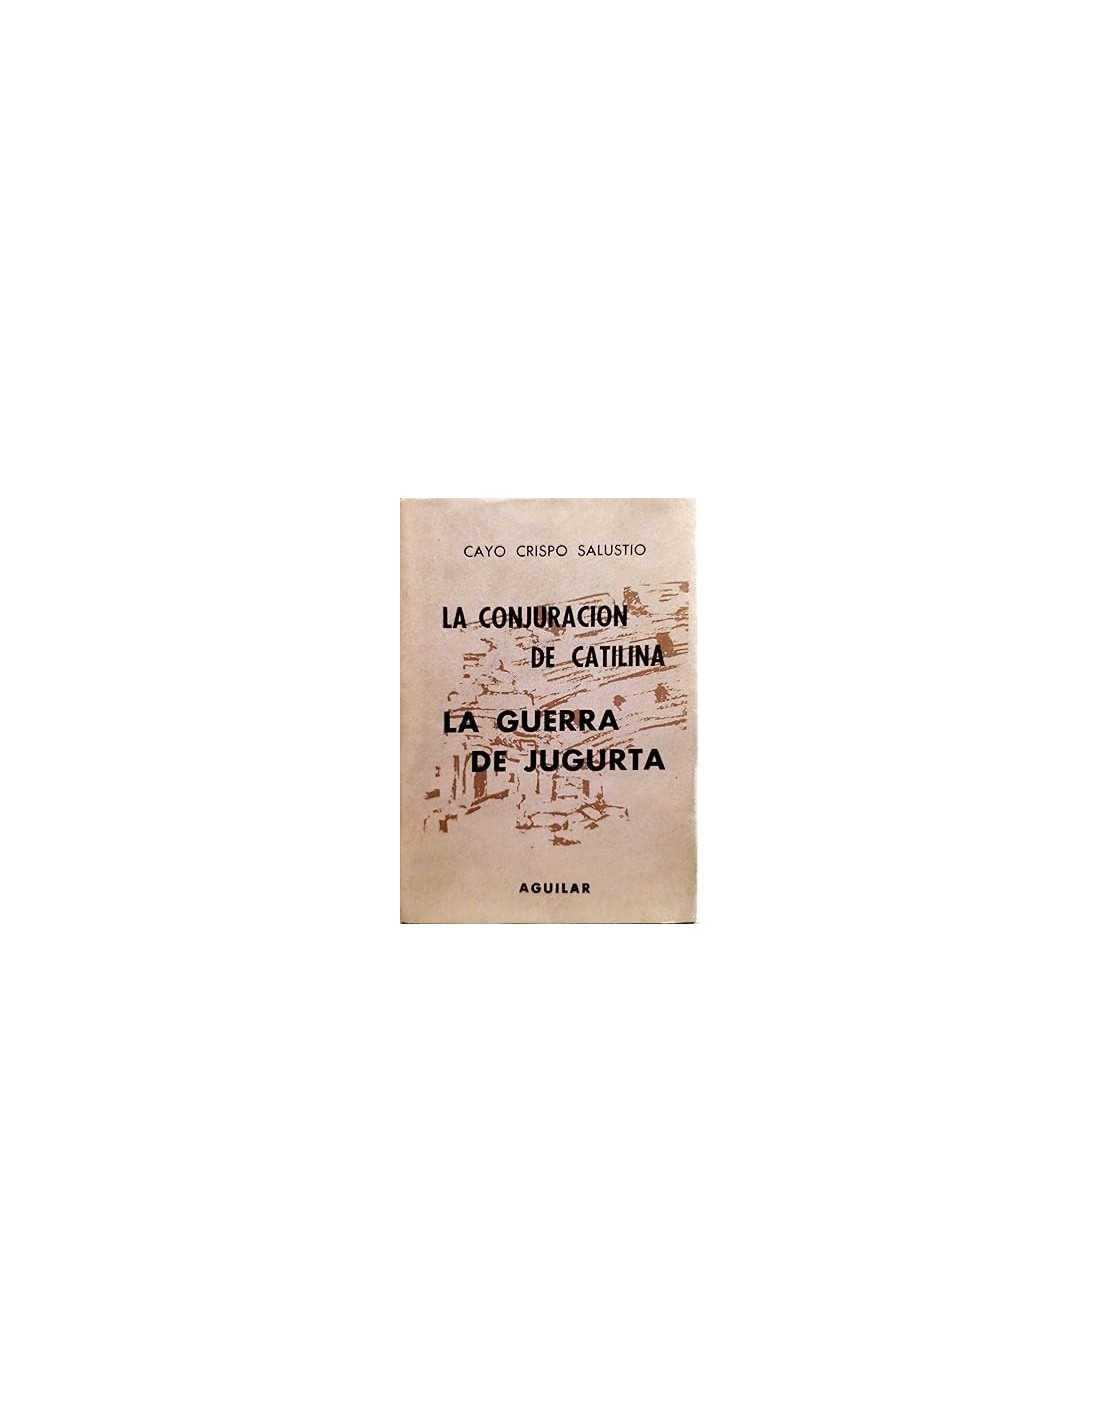 CAYO CRISPO SALUSTIO
LA CONJURACION
DE CATILINA
LA GUERRA
DE JUGURTA
AGUILAR